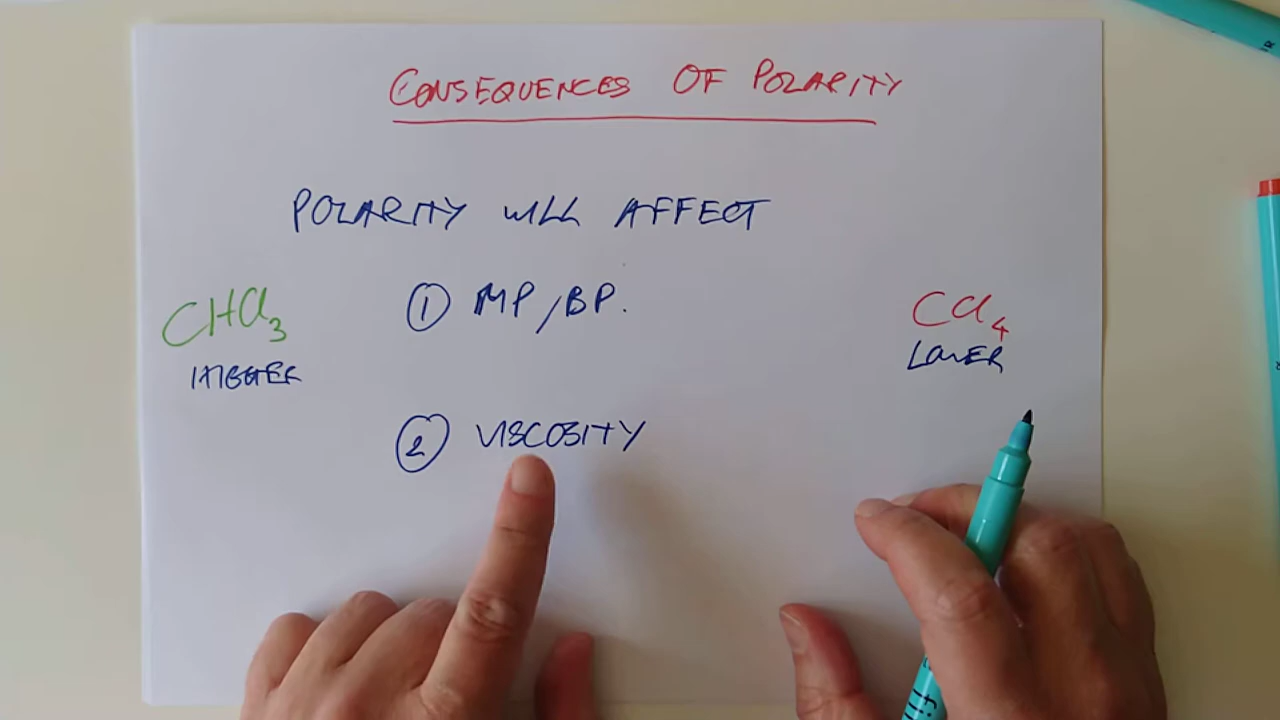 CONSEQUENCES OF POLARITY
POLARITY WILL AFFECT
CHCl3
HIGHER
① MP/BP.
CCl4
LOWER
② VISCOSITY